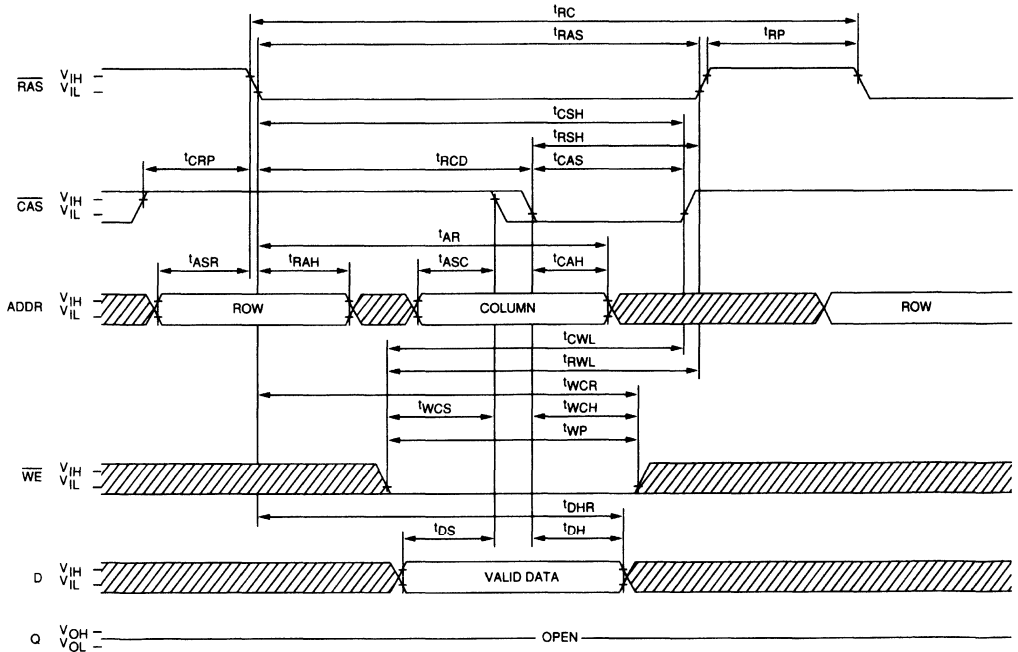 tRC
tRAS tRP
RAS VIH
VIL
tCSH
tRSH
tCRP tRCD tCAS
CAS VIH
VIL
tAR
tASR tRAH tASC tCAH
ADDR VIH
VIL ROW COLUMN ROW
tCWL
tRWL
tWCR
tWCS tWCH
tWP
WE VIH
VIL
tDHR
tDS tDH
D VIH
VIL VALID DATA
Q VOH
VOL OPEN